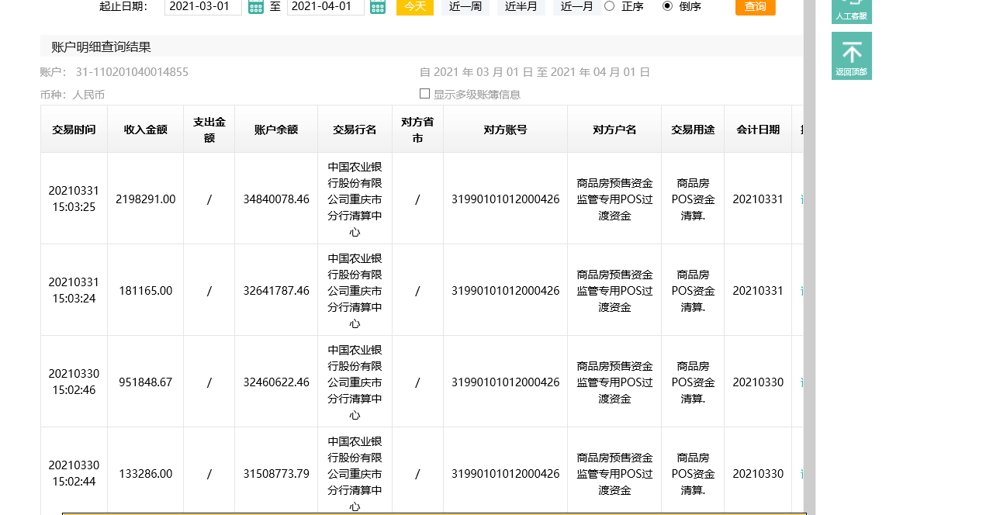 起止日期： 2021-03-01 至 2021-04-01 今天 近一周 近半月 近一月 正序 倒序 查询
人工客服
返回顶部
账户明细查询结果
账户： 31-110201040014855 自 2021 年 03 月 01 日 至 2021 年 04 月 01 日
币种：人民币 显示多级账簿信息
交易时间 收入金额 支出金额 账户余额 交易行名 对方省市 对方账号 对方户名 交易用途 会计日期
20210331 15:03:25 2198291.00 / 34840078.46 中国农业银行股份有限公司重庆市分行清算中心 / 31990101012000426 商品房预售资金监管专用POS过渡资金 商品房POS资金清算. 20210331
20210331 15:03:24 181165.00 / 32641787.46 中国农业银行股份有限公司重庆市分行清算中心 / 31990101012000426 商品房预售资金监管专用POS过渡资金 商品房POS资金清算. 20210331
20210330 15:02:46 951848.67 / 32460622.46 中国农业银行股份有限公司重庆市分行清算中心 / 31990101012000426 商品房预售资金监管专用POS过渡资金 商品房POS资金清算. 20210330
20210330 15:02:44 133286.00 / 31508773.79 中国农业银行股份有限公司重庆市分行清算中心 / 31990101012000426 商品房预售资金监管专用POS过渡资金 商品房POS资金清算. 20210330